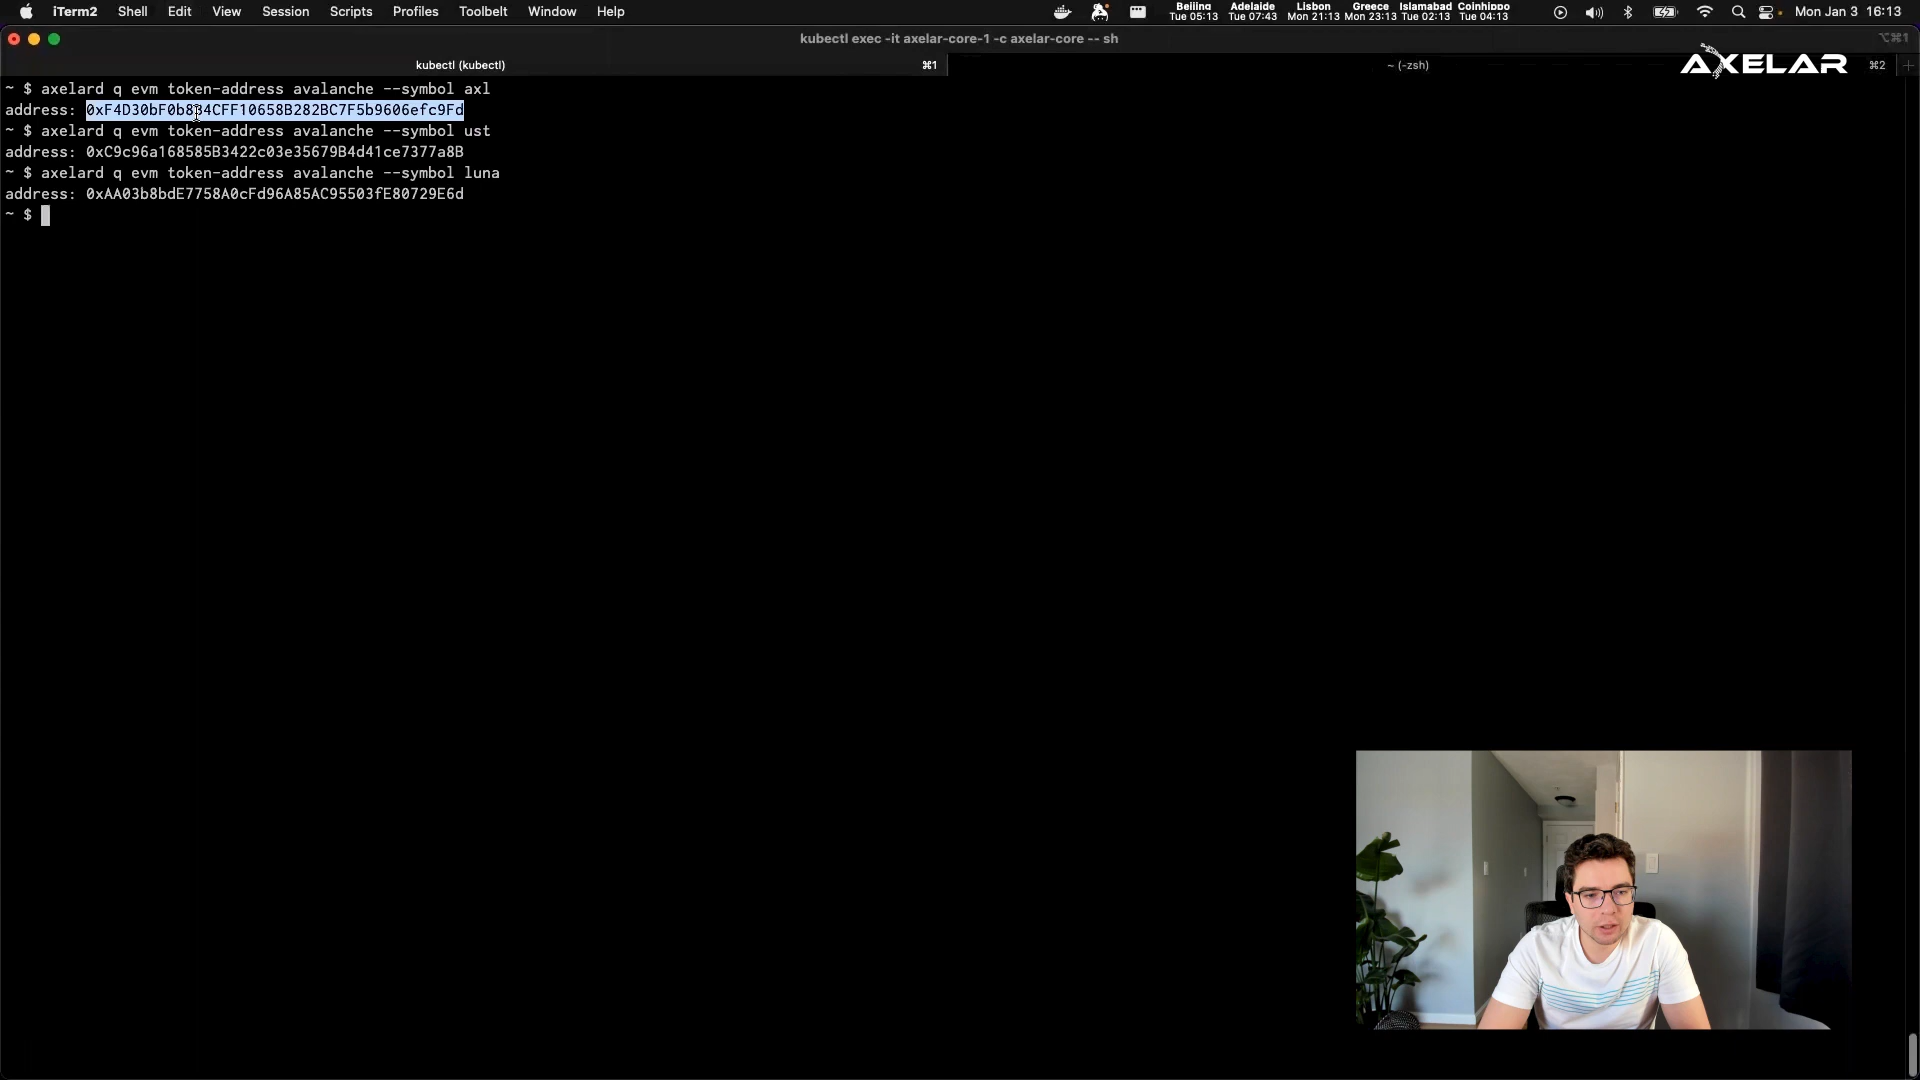 iTerm2 Shell Edit View Session Scripts Profiles Toolbelt Window Help
Beijing Adelaide Lisbon Greece Islamabad Coinhippo
Tue 05:13 Tue 07:43 Mon 21:13 Mon 23:13 Tue 02:13 Tue 04:13
Mon Jan 3 16:13
kubectl exec -it axelar-core-1 -c axelar-core -- sh
⌥⌘1
kubectl (kubectl) ⌘1
~ (-zsh) ⌘2
AXELAR
~ $ axelard q evm token-address avalanche --symbol axl
address: 0xF4D30bF0b834CFF10658B282BC7F5b9606efc9Fd
~ $ axelard q evm token-address avalanche --symbol ust
address: 0xC9c96a168585B3422c03e35679B4d41ce7377a8B
~ $ axelard q evm token-address avalanche --symbol luna
address: 0xAA03b8bdE7758A0cFd96A85AC95503fE80729E6d
~ $